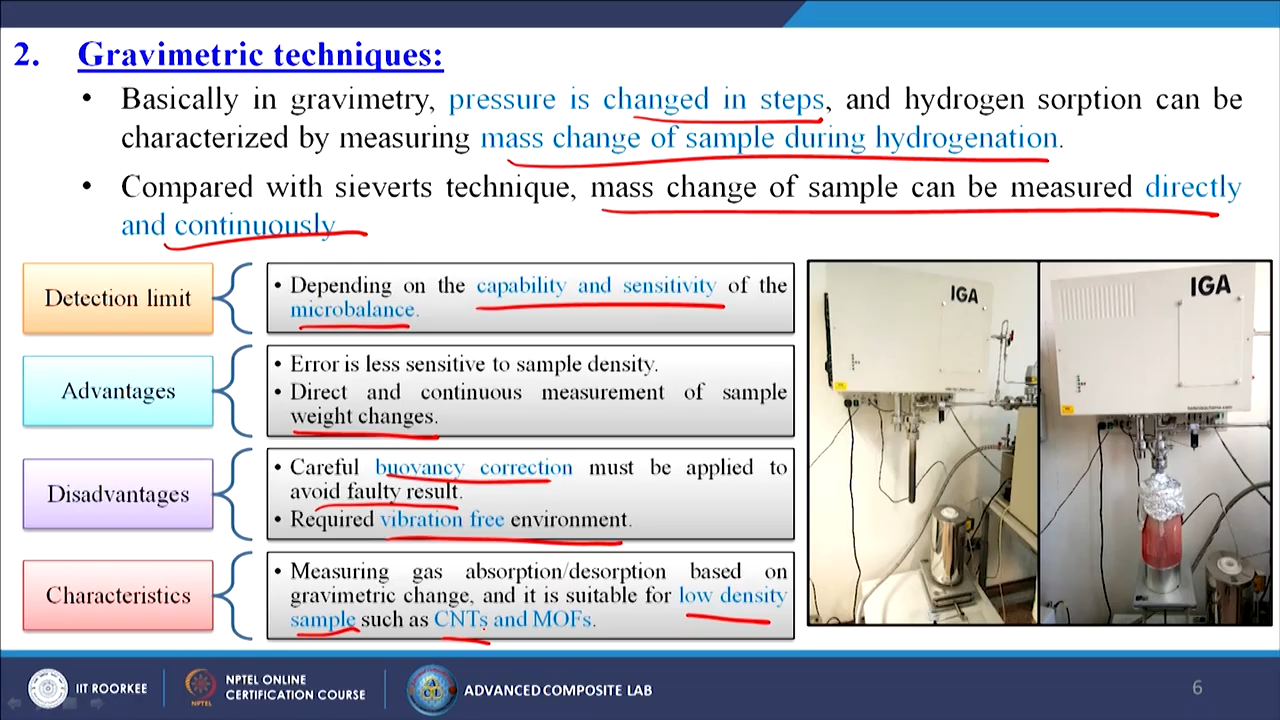 2. Gravimetric techniques:
• Basically in gravimetry, pressure is changed in steps, and hydrogen sorption can be
characterized by measuring mass change of sample during hydrogenation.
• Compared with sieverts technique, mass change of sample can be measured directly
and continuously
Detection limit
• Depending on the capability and sensitivity of the
microbalance.
Advantages
• Error is less sensitive to sample density.
• Direct and continuous measurement of sample
weight changes.
Disadvantages
• Careful buoyancy correction must be applied to
avoid faulty result.
• Required vibration free environment.
Characteristics
• Measuring gas absorption/desorption based on
gravimetric change, and it is suitable for low density
sample such as CNTs and MOFs.
IGA
IGA
IIT ROORKEE
NPTEL
NPTEL ONLINE
CERTIFICATION COURSE
ADVANCED COMPOSITE LAB
6